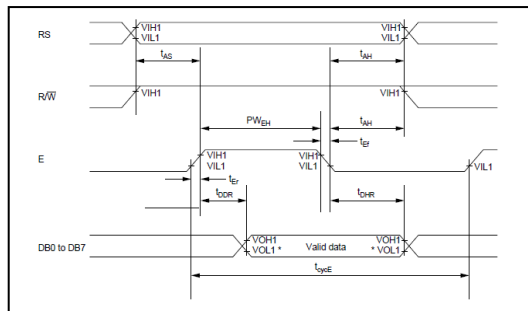 RS
VIH1
VIL1
VIH1
VIL1
tAS
tAH
R/W̅
VIH1
VIH1
PWEH
tAH
tEf
E
VIH1
VIL1
VIH1
VIL1
VIL1
tEr
tDDR
tDHR
DB0 to DB7
VOH1
VOL1 *
Valid data
VOH1
* VOL1
tcycE